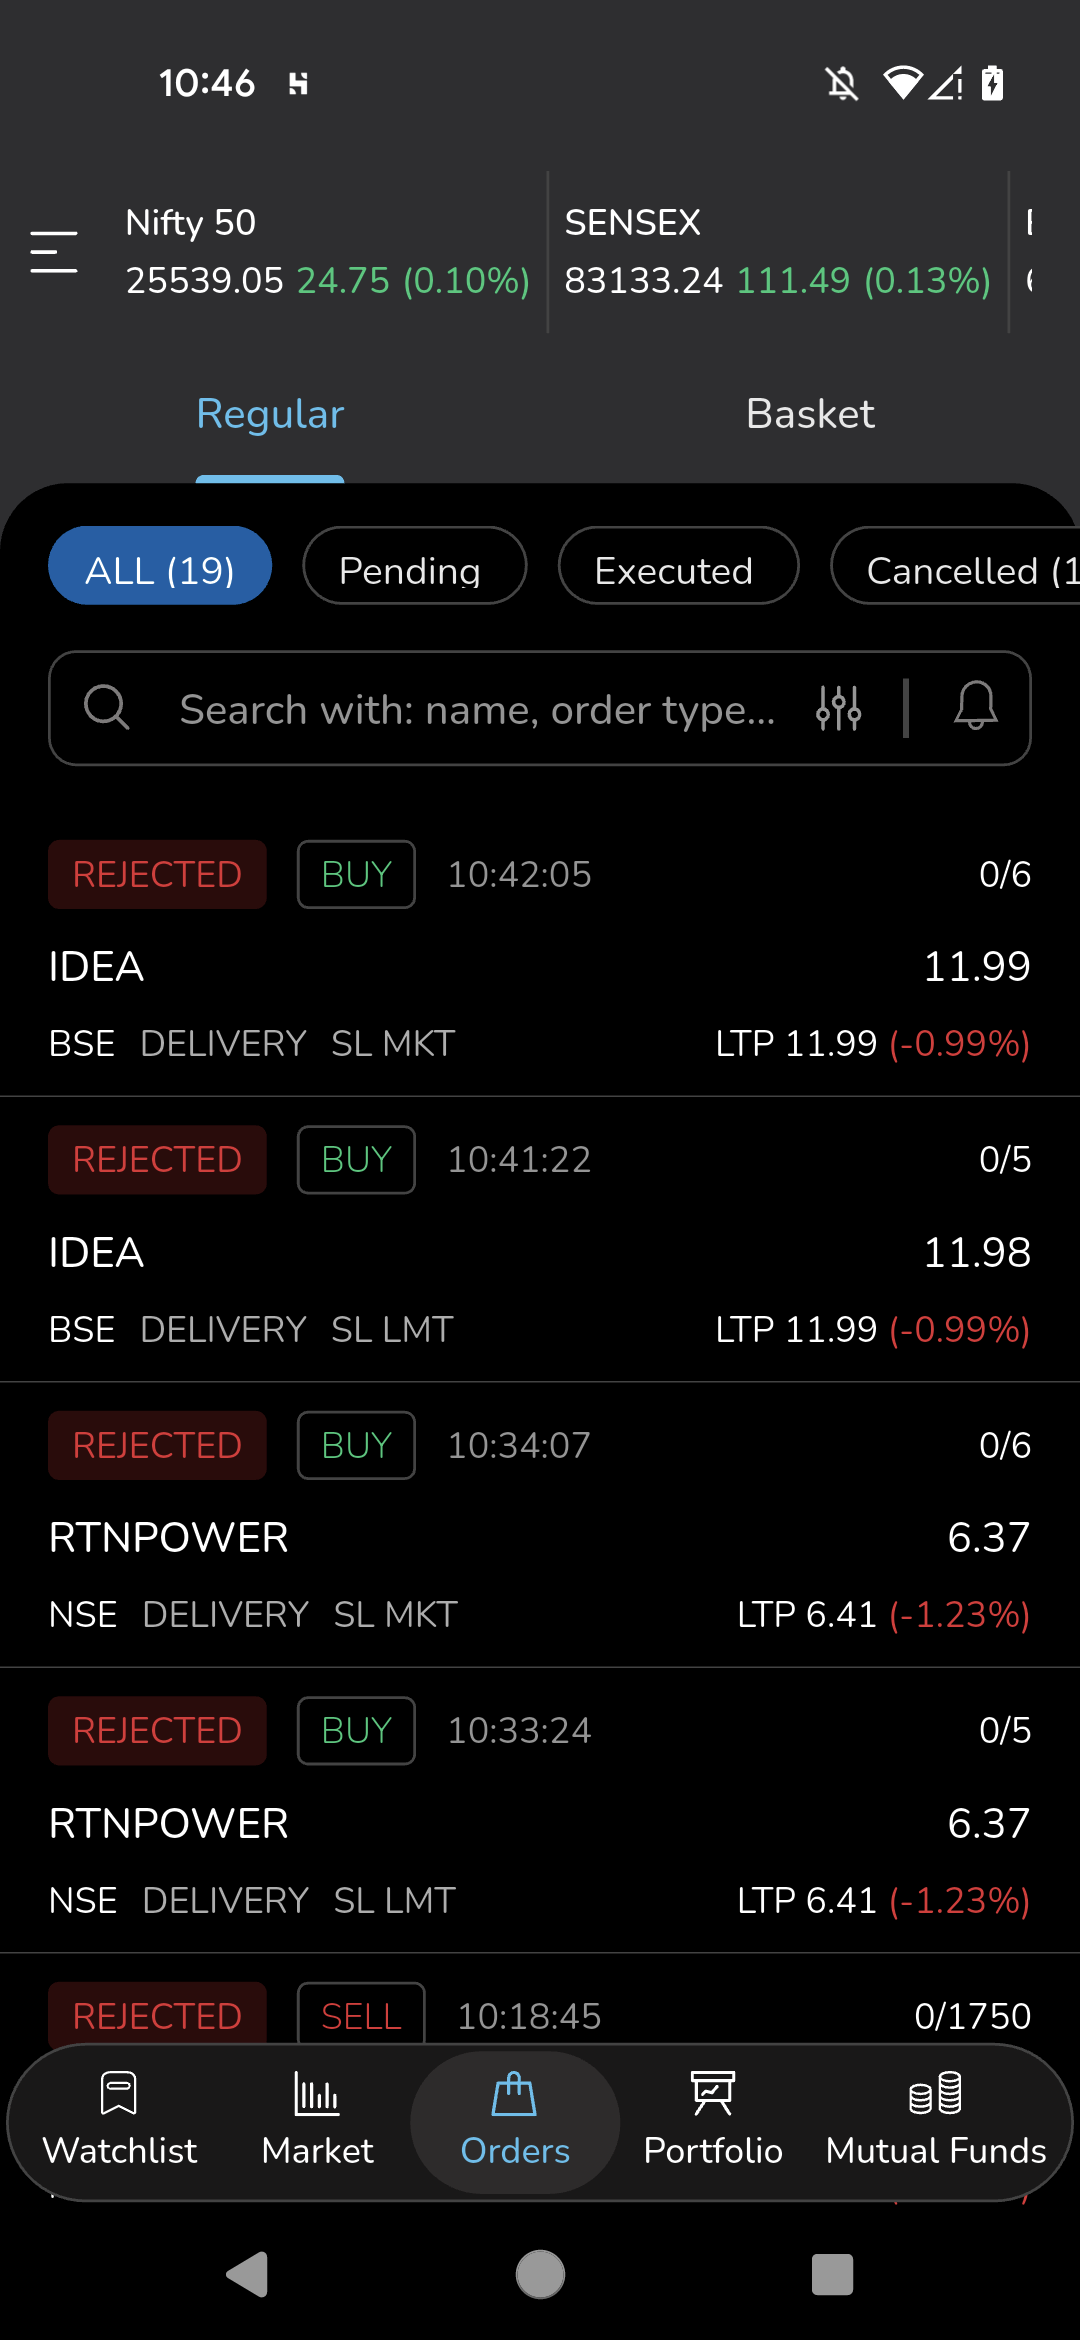 10:46
Nifty 50
25539.05 24.75 (0.10%)
SENSEX
83133.24 111.49 (0.13%)
Regular
Basket
ALL (19)
Pending
Executed
Cancelled (1
Search with: name, order type...
REJECTED BUY 10:42:05 0/6
IDEA 11.99
BSE DELIVERY SL MKT LTP 11.99 (-0.99%)
REJECTED BUY 10:41:22 0/5
IDEA 11.98
BSE DELIVERY SL LMT LTP 11.99 (-0.99%)
REJECTED BUY 10:34:07 0/6
RTNPOWER 6.37
NSE DELIVERY SL MKT LTP 6.41 (-1.23%)
REJECTED BUY 10:33:24 0/5
RTNPOWER 6.37
NSE DELIVERY SL LMT LTP 6.41 (-1.23%)
REJECTED SELL 10:18:45 0/1750
Watchlist
Market
Orders
Portfolio
Mutual Funds